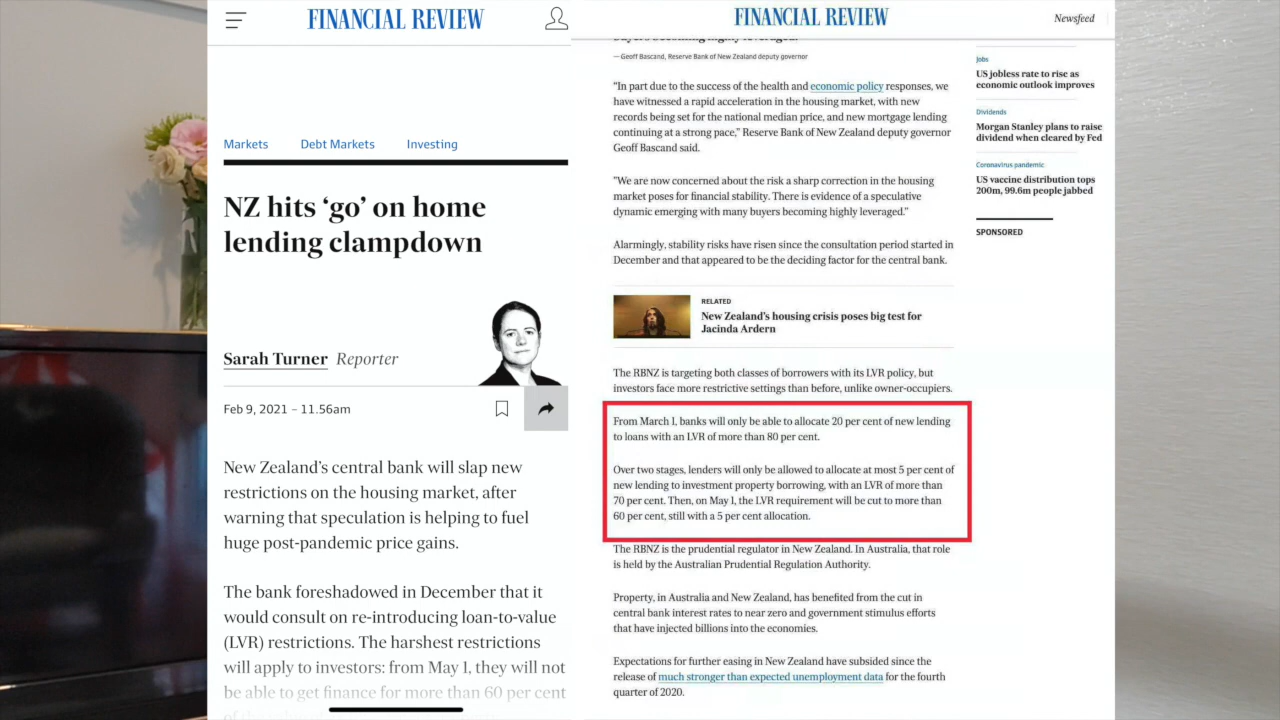 FINANCIAL REVIEW
Markets Debt Markets Investing
NZ hits ‘go’ on home
lending clampdown
Sarah Turner Reporter
Feb 9, 2021 – 11.56am
New Zealand’s central bank will slap new
restrictions on the housing market, after
warning that speculation is helping to fuel
huge post-pandemic price gains.
The bank foreshadowed in December that it
would consult on re-introducing loan-to-value
(LVR) restrictions. The harshest restrictions
will apply to investors: from May 1, they will not
be able to get finance for more than 60 per cent
FINANCIAL REVIEW
Newsfeed
buyers becoming highly leveraged.
— Geoff Bascand, Reserve Bank of New Zealand deputy governor
“In part due to the success of the health and economic policy responses, we
have witnessed a rapid acceleration in the housing market, with new
records being set for the national median price, and new mortgage lending
continuing at a strong pace,” Reserve Bank of New Zealand deputy governor
Geoff Bascand said.
"We are now concerned about the risk a sharp correction in the housing
market poses for financial stability. There is evidence of a speculative
dynamic emerging with many buyers becoming highly leveraged.”
Alarmingly, stability risks have risen since the consultation period started in
December and that appeared to be the deciding factor for the central bank.
RELATED
New Zealand’s housing crisis poses big test for
Jacinda Ardern
The RBNZ is targeting both classes of borrowers with its LVR policy, but
investors face more restrictive settings than before, unlike owner-occupiers.
From March 1, banks will only be able to allocate 20 per cent of new lending
to loans with an LVR of more than 80 per cent.
Over two stages, lenders will only be allowed to allocate at most 5 per cent of
new lending to investment property borrowing, with an LVR of more than
70 per cent. Then, on May 1, the LVR requirement will be cut to more than
60 per cent, still with a 5 per cent allocation.
The RBNZ is the prudential regulator in New Zealand. In Australia, that role
is held by the Australian Prudential Regulation Authority.
Property, in Australia and New Zealand, has benefited from the cut in
central bank interest rates to near zero and government stimulus efforts
that have injected billions into the economies.
Expectations for further easing in New Zealand have subsided since the
release of much stronger than expected unemployment data for the fourth
quarter of 2020.
Jobs
US jobless rate to rise as
economic outlook improves
Dividends
Morgan Stanley plans to raise
dividend when cleared by Fed
Coronavirus pandemic
US vaccine distribution tops
200m, 99.6m people jabbed
SPONSORED